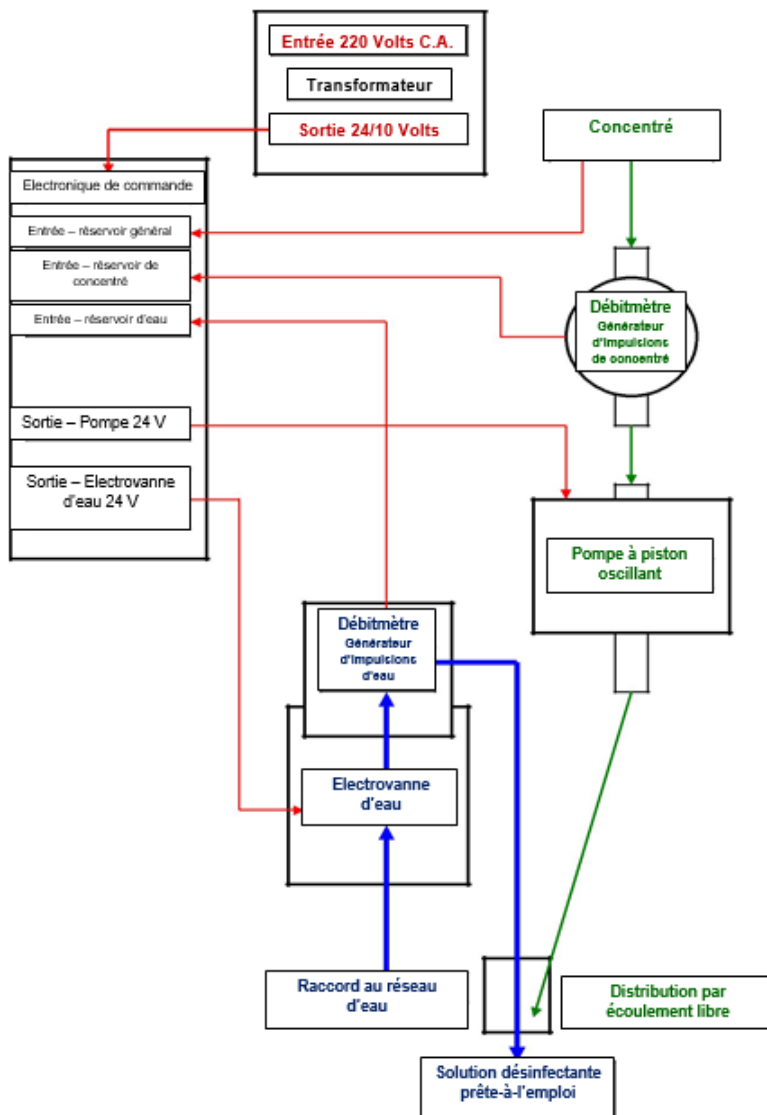 Entrée 220 Volts C.A.
Transformateur
Sortie 24/10 Volts
Concentré
Electronique de commande
Entrée – réservoir général
Entrée – réservoir de
concentré
Entrée – réservoir d'eau
Débitmètre
Générateur
d'impulsions
de concentré
Sortie – Pompe 24 V
Sortie – Electrovanne
d'eau 24 V
Pompe à piston
oscillant
Débitmètre
Générateur
d'impulsions
d'eau
Electrovanne
d'eau
Raccord au réseau
d'eau
Distribution par
écoulement libre
Solution désinfectante
prête-à-l'emploi